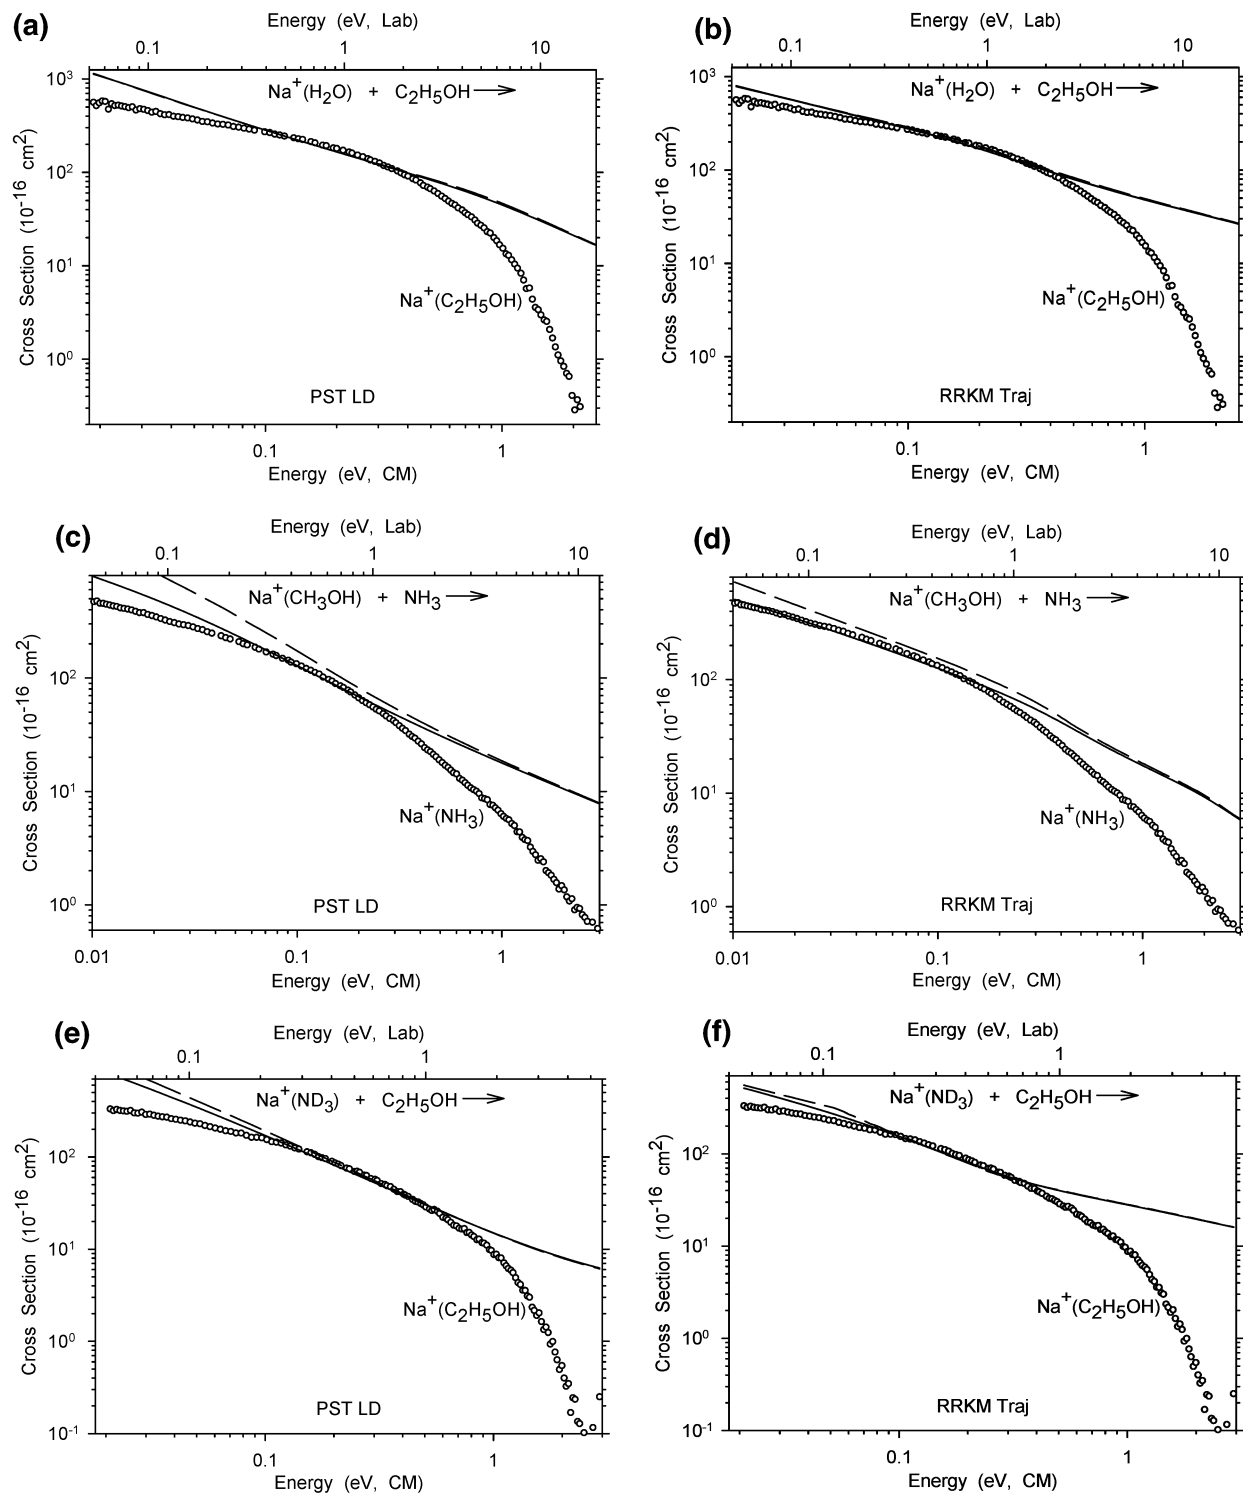 (a)
Energy (eV, Lab)
0.1 1 10
Na⁺(H₂O) + C₂H₅OH →
10³
10²
10¹
10⁰
Cross Section (10⁻¹⁶ cm²)
Na⁺(C₂H₅OH)
PST LD
0.1 1
Energy (eV, CM)
(b)
Energy (eV, Lab)
0.1 1 10
Na⁺(H₂O) + C₂H₅OH →
10³
10²
10¹
10⁰
Cross Section (10⁻¹⁶ cm²)
Na⁺(C₂H₅OH)
RRKM Traj
0.1 1
Energy (eV, CM)
(c)
Energy (eV, Lab)
0.1 1 10
Na⁺(CH₃OH) + NH₃ →
10²
10¹
10⁰
Cross Section (10⁻¹⁶ cm²)
Na⁺(NH₃)
PST LD
0.01 0.1 1
Energy (eV, CM)
(d)
Energy (eV, Lab)
0.1 1 10
Na⁺(CH₃OH) + NH₃ →
10²
10¹
10⁰
Cross Section (10⁻¹⁶ cm²)
Na⁺(NH₃)
RRKM Traj
0.01 0.1 1
Energy (eV, CM)
(e)
Energy (eV, Lab)
0.1 1
Na⁺(ND₃) + C₂H₅OH →
10²
10¹
10⁰
10⁻¹
Cross Section (10⁻¹⁶ cm²)
Na⁺(C₂H₅OH)
PST LD
0.1 1
Energy (eV, CM)
(f)
Energy (eV, Lab)
0.1 1
Na⁺(ND₃) + C₂H₅OH →
10²
10¹
10⁰
10⁻¹
Cross Section (10⁻¹⁶ cm²)
Na⁺(C₂H₅OH)
RRKM Traj
0.1 1
Energy (eV, CM)